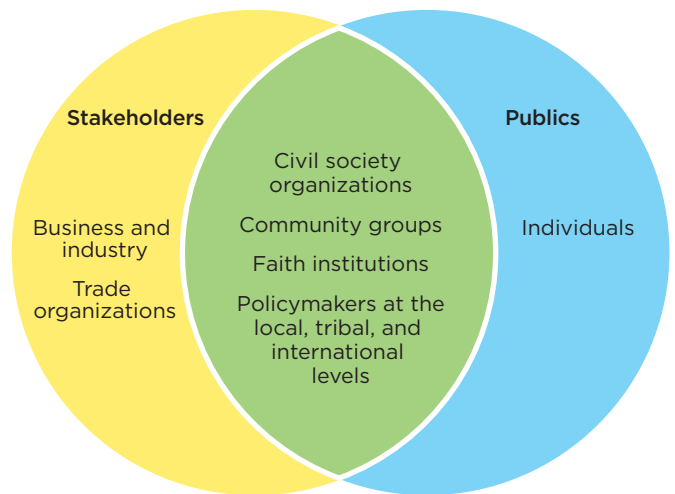 Stakeholders
Business and
industry
Trade
organizations
Civil society
organizations
Community groups
Faith institutions
Policymakers at the
local, tribal, and
international
levels
Publics
Individuals